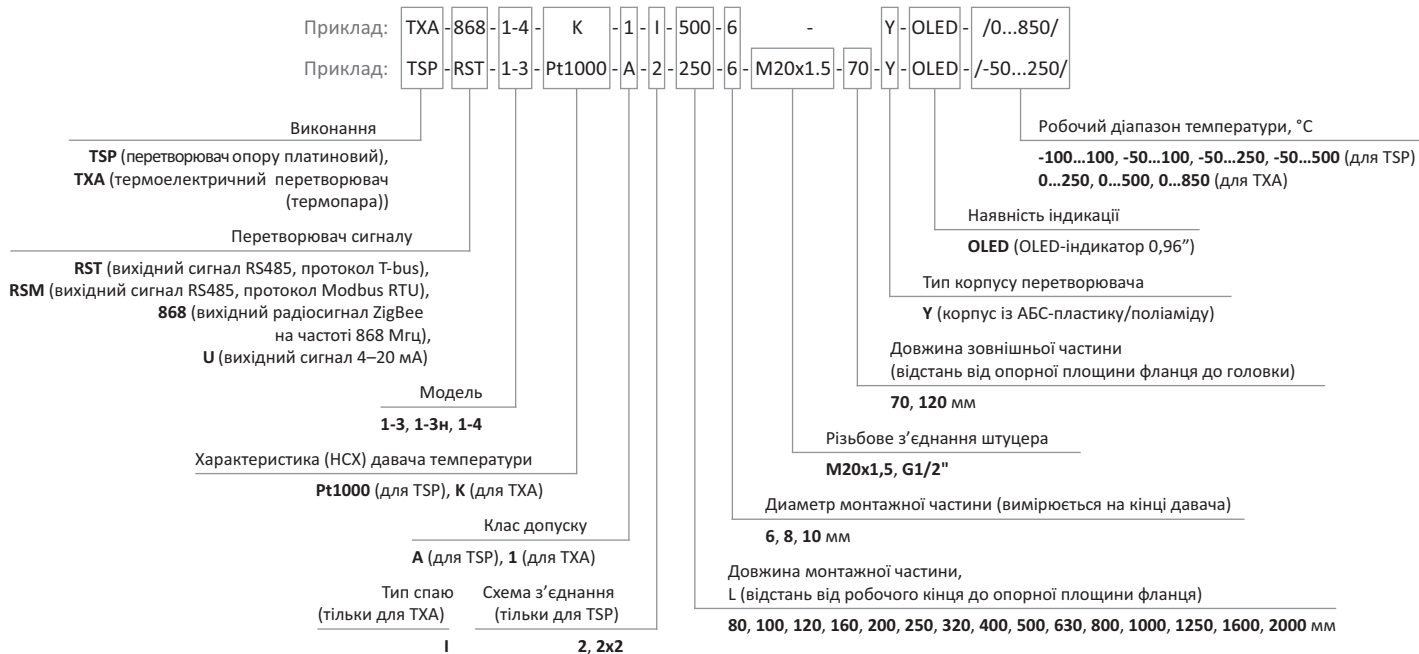 Приклад: TXA - 868 - 1-4 - K - 1 - I - 500 - 6 - Y - OLED - /0...850/
Приклад: TSP - RST - 1-3 - Pt1000 - A - 2 - 250 - 6 - M20x1.5 - 70 - Y - OLED - /-50...250/
Виконання
TSP (перетворювач опору платиновий),
TXA (термоелектричний перетворювач
(термопара))
Перетворювач сигналу
RST (вихідний сигнал RS485, протокол T-bus),
RSM (вихідний сигнал RS485, протокол Modbus RTU),
868 (вихідний радіосигнал ZigBee
на частоті 868 Мгц),
U (вихідний сигнал 4–20 мА)
Модель
1-3, 1-3н, 1-4
Характеристика (НСХ) давача температури
Pt1000 (для TSP), K (для TXA)
Клас допуску
A (для TSP), 1 (для TXA)
Тип спаю
(тільки для TXA)
I
Схема з’єднання
(тільки для TSP)
2, 2x2
Робочий діапазон температури, °C
-100...100, -50...100, -50...250, -50...500 (для TSP)
0...250, 0...500, 0...850 (для TXA)
Наявність індикації
OLED (OLED-індикатор 0,96”)
Тип корпусу перетворювача
Y (корпус із АБС-пластику/поліаміду)
Довжина зовнішньої частини
(відстань від опорної площини фланця до головки)
70, 120 мм
Різьбове з’єднання штуцера
M20x1,5, G1/2"
Диаметр монтажної частини (вимірюється на кінці давача)
6, 8, 10 мм
Довжина монтажної частини,
L (відстань від робочого кінця до опорної площини фланця)
80, 100, 120, 160, 200, 250, 320, 400, 500, 630, 800, 1000, 1250, 1600, 2000 мм